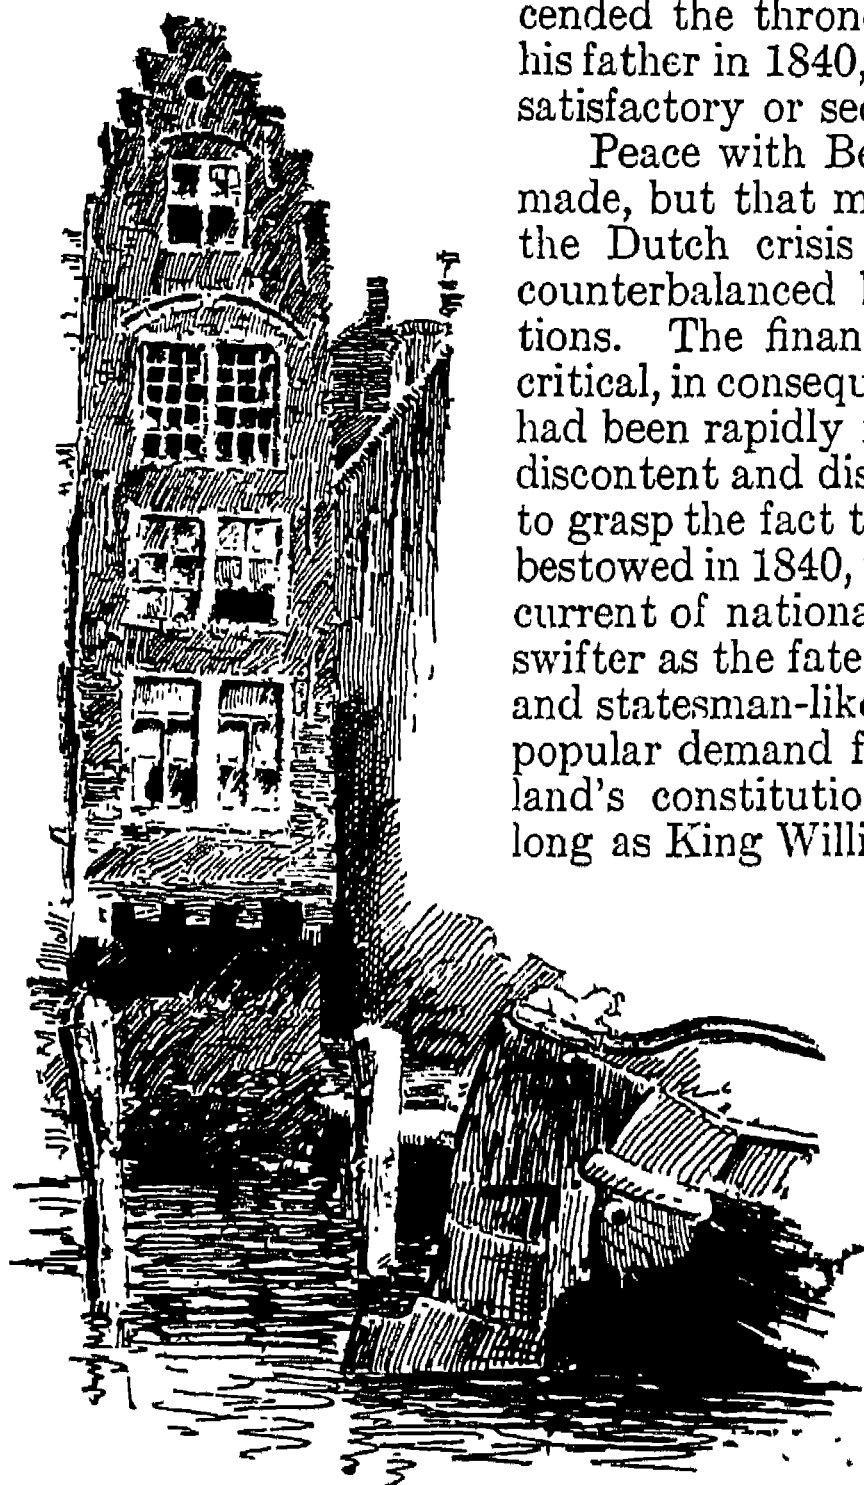 cended the thron
his father in 1840,
satisfactory or se
Peace with Be
made, but that m
the Dutch crisis
counterbalanced
tions. The finan
critical, in consequ
had been rapidly
discontent and dis
to grasp the fact t
bestowed in 1840,
current of nationa
swifter as the fate
and statesman-lik
popular demand f
land's constitutio
long as King Willi